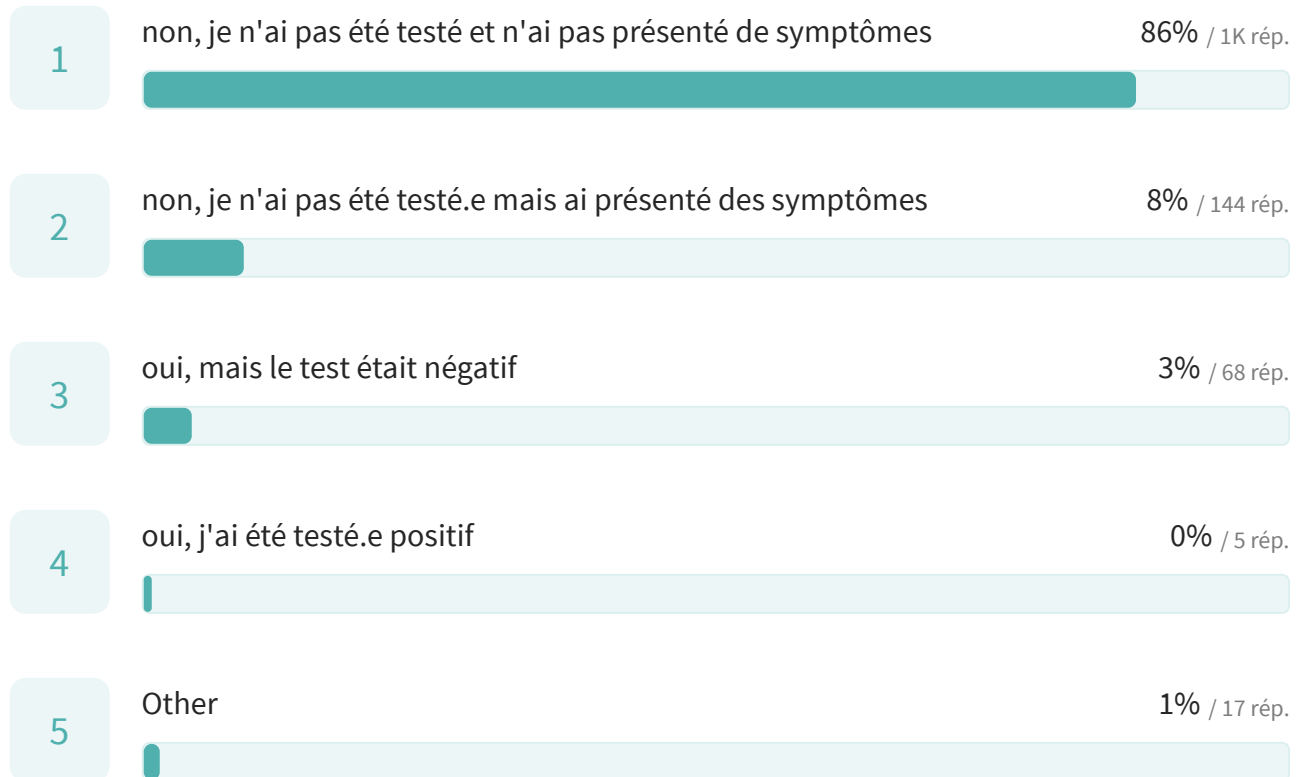 1
non, je n'ai pas été testé et n'ai pas présenté de symptômes 86% / 1K rép.
2
non, je n'ai pas été testé.e mais ai présenté des symptômes 8% / 144 rép.
3
oui, mais le test était négatif 3% / 68 rép.
4
oui, j'ai été testé.e positif 0% / 5 rép.
5
Other 1% / 17 rép.